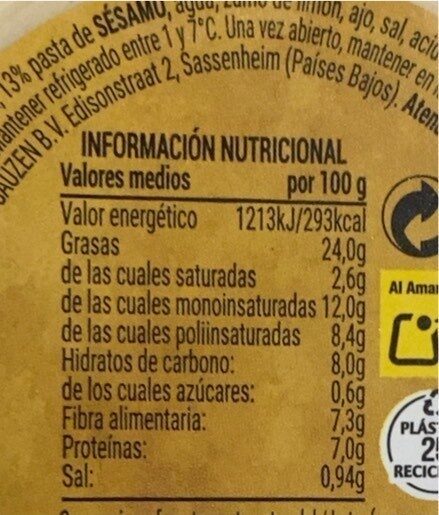 13% pasta de SÉSAMO, agua, zumo de limón, ajo, sal,
mantener refrigerado entre 1 y 7°C. Una vez abierto, mantener en
B.V. Edisonstraat 2, Sassenheim (Países Bajos).
INFORMACIÓN NUTRICIONAL
Valores medios por 100 g
Valor energético 1213kJ/293kcal
Grasas 24,0g
de las cuales saturadas 2,6g
de las cuales monoinsaturadas 12,0g
de las cuales poliinsaturadas 8,4g
Hidratos de carbono: 8,0g
de los cuales azúcares: 0,6g
Fibra alimentaria: 7,3g
Proteínas: 7,0g
Sal: 0,94g
Al Amar
PLÁS
RECIC